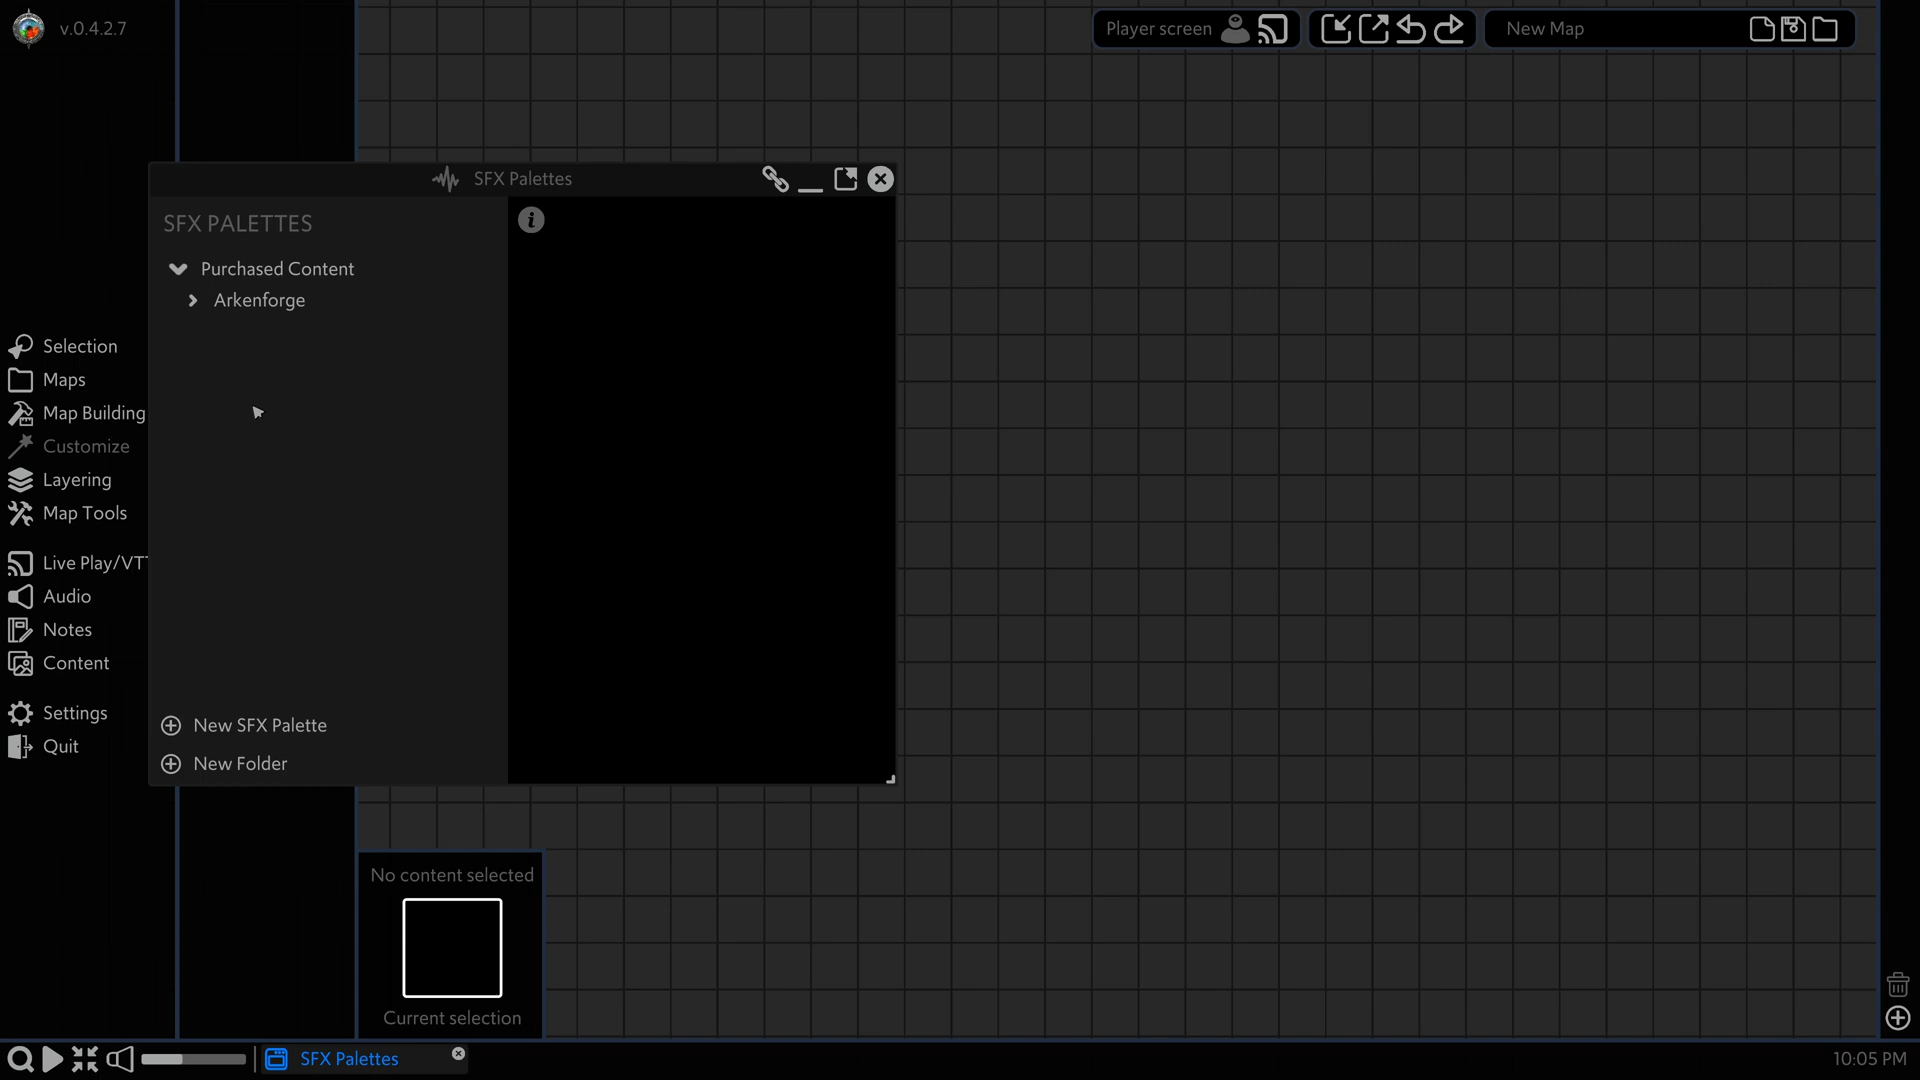 v.0.4.2.7
Player screen
New Map
SFX Palettes
SFX PALETTES
Purchased Content
Arkenforge
Selection
Maps
Map Building
Customize
Layering
Map Tools
Live Play/VT
Audio
Notes
Content
Settings
Quit
New SFX Palette
New Folder
No content selected
Current selection
SFX Palettes
10:05 PM